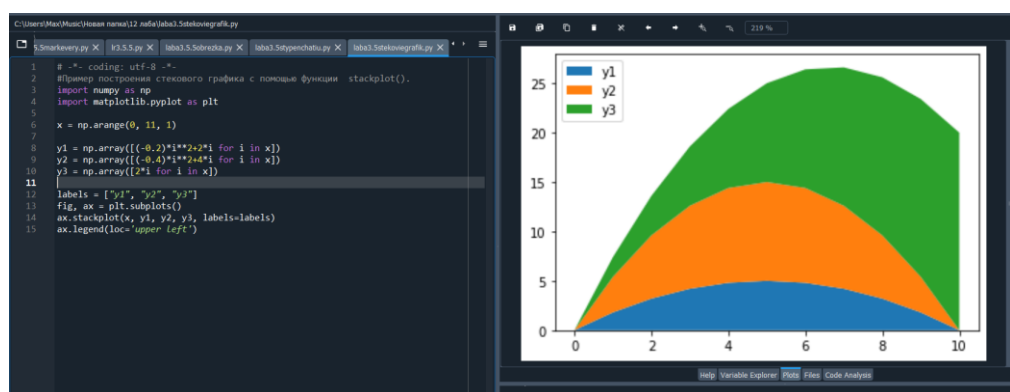 C:\Users\Max\Music\Новая папка\12 лаба\laba3.5stekoviegrafik.py
5.5markevery.py X lr3.5.5.py X laba3.5.5obrezka.py X laba3.5stypenchatiu.py X laba3.5stekoviegrafik.py X
1 # -*- coding: utf-8 -*-
2 #Пример построения стекового графика с помощью функции stackplot().
3 import numpy as np
4 import matplotlib.pyplot as plt
5
6 x = np.arange(0, 11, 1)
7
8 y1 = np.array([(-0.2)*i**2+2*i for i in x])
9 y2 = np.array([(-0.4)*i**2+4*i for i in x])
10 y3 = np.array([2*i for i in x])
11
12 labels = ["y1", "y2", "y3"]
13 fig, ax = plt.subplots()
14 ax.stackplot(x, y1, y2, y3, labels=labels)
15 ax.legend(loc='upper left')
219 %
y1
y2
y3
25
20
15
10
5
0
0 2 4 6 8 10
Help Variable Explorer Plots Files Code Analysis